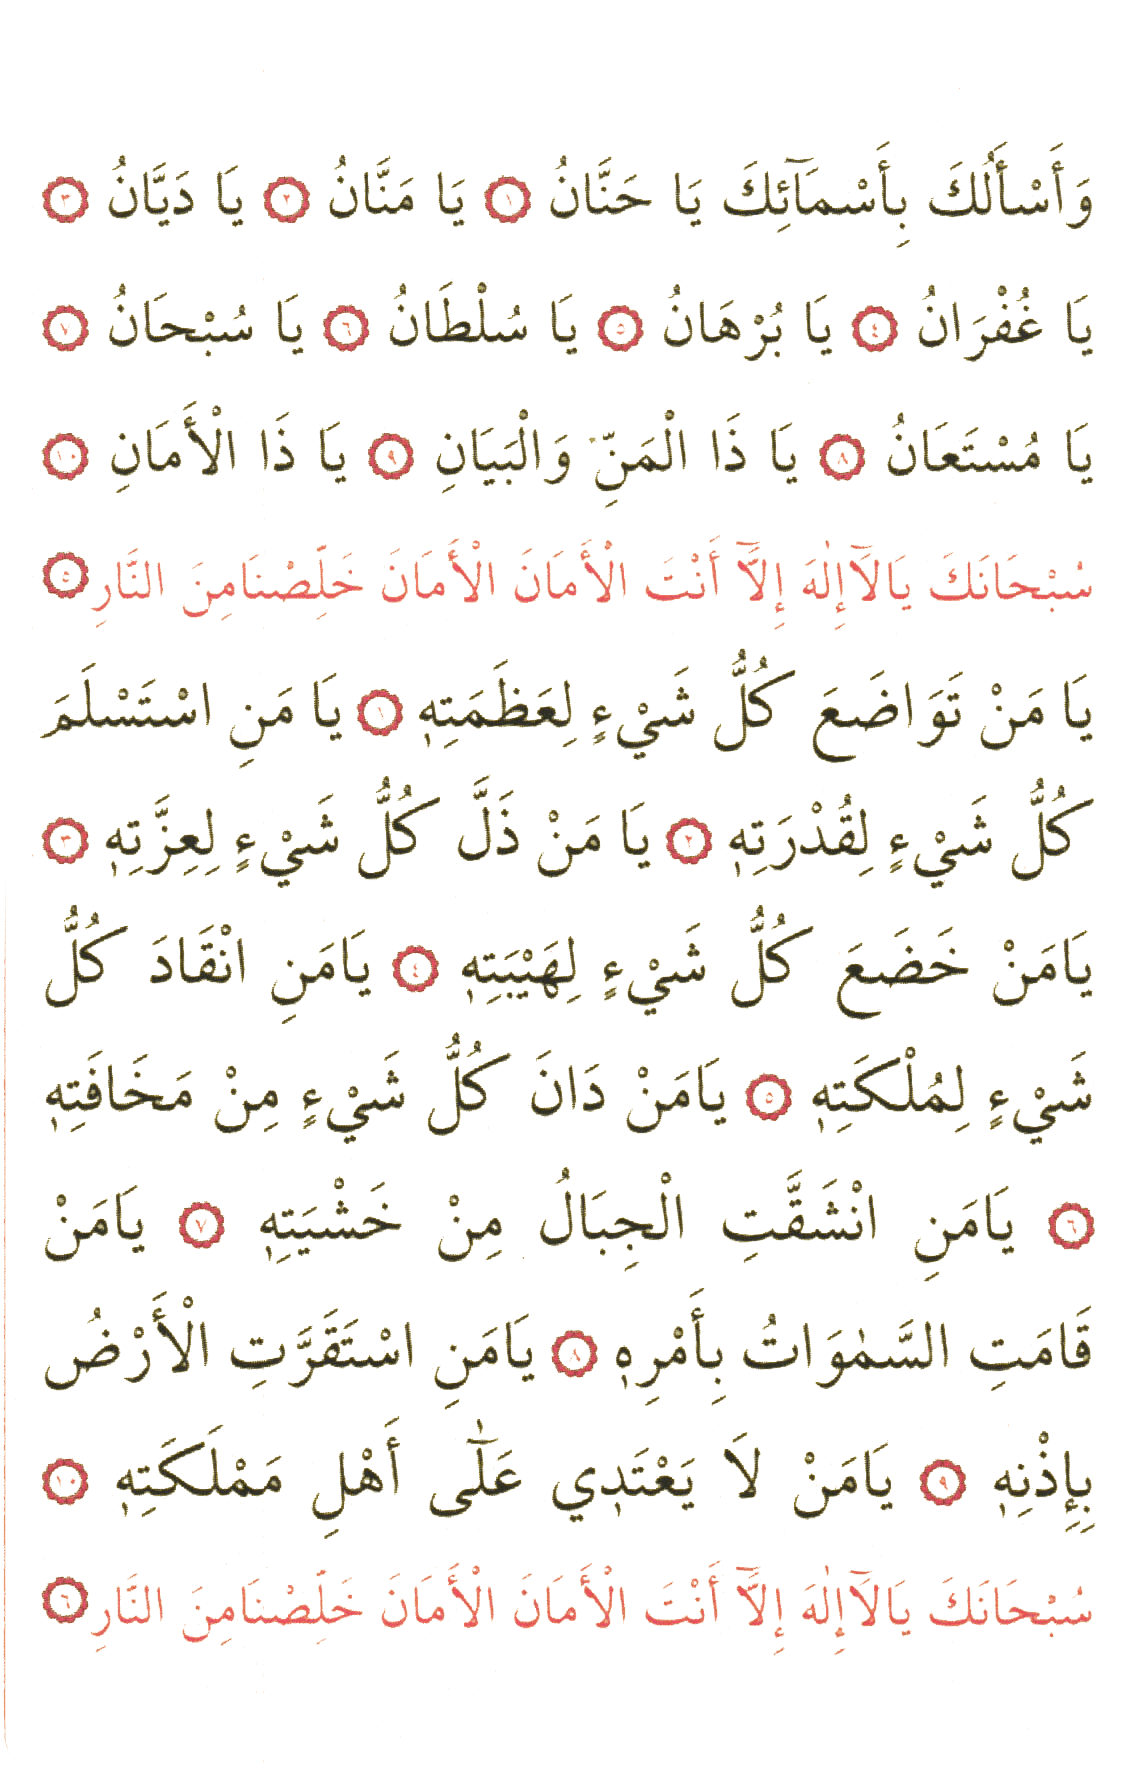 وَأَسْأَلُكَ بِأَسْمَآئِكَ يَا حَنَّانُ ١ يَا مَنَّانُ ٢ يَا دَيَّانُ ٣
يَا غُفْرَانُ ٤ يَا بُرْهَانُ ٥ يَا سُلْطَانُ ٦ يَا سُبْحَانُ ٧
يَا مُسْتَعَانُ ٨ يَا ذَا الْمَنِّ وَالْبَيَانِ ٩ يَا ذَا الْأَمَانِ ١٠
سُبْحَانَكَ يَالَآإِلٰهَ إِلَّآ أَنْتَ الْأَمَانَ الْأَمَانَ خَلِّصْنَامِنَ النَّارِ ٥
يَا مَنْ تَوَاضَعَ كُلُّ شَيْءٍ لِعَظَمَتِهٖ ١ يَا مَنِ اسْتَسْلَمَ
كُلُّ شَيْءٍ لِقُدْرَتِهٖ ٢ يَا مَنْ ذَلَّ كُلُّ شَيْءٍ لِعِزَّتِهٖ ٣
يَامَنْ خَضَعَ كُلُّ شَيْءٍ لِهَيْبَتِهٖ ٤ يَامَنِ انْقَادَ كُلُّ
شَيْءٍ لِمُلْكَتِهٖ ٥ يَامَنْ دَانَ كُلُّ شَيْءٍ مِنْ مَخَافَتِهٖ
٦ يَامَنِ انْشَقَّتِ الْجِبَالُ مِنْ خَشْيَتِهٖ ٧ يَامَنْ
قَامَتِ السَّمٰوَاتُ بِأَمْرِهٖ ٨ يَامَنِ اسْتَقَرَّتِ الْأَرْضُ
بِإِذْنِهٖ ٩ يَامَنْ لَا يَعْتَدٖي عَلٰٓى أَهْلِ مَمْلَكَتِهٖ ١٠
سُبْحَانَكَ يَالَآإِلٰهَ إِلَّآ أَنْتَ الْأَمَانَ الْأَمَانَ خَلِّصْنَامِنَ النَّارِ ٦